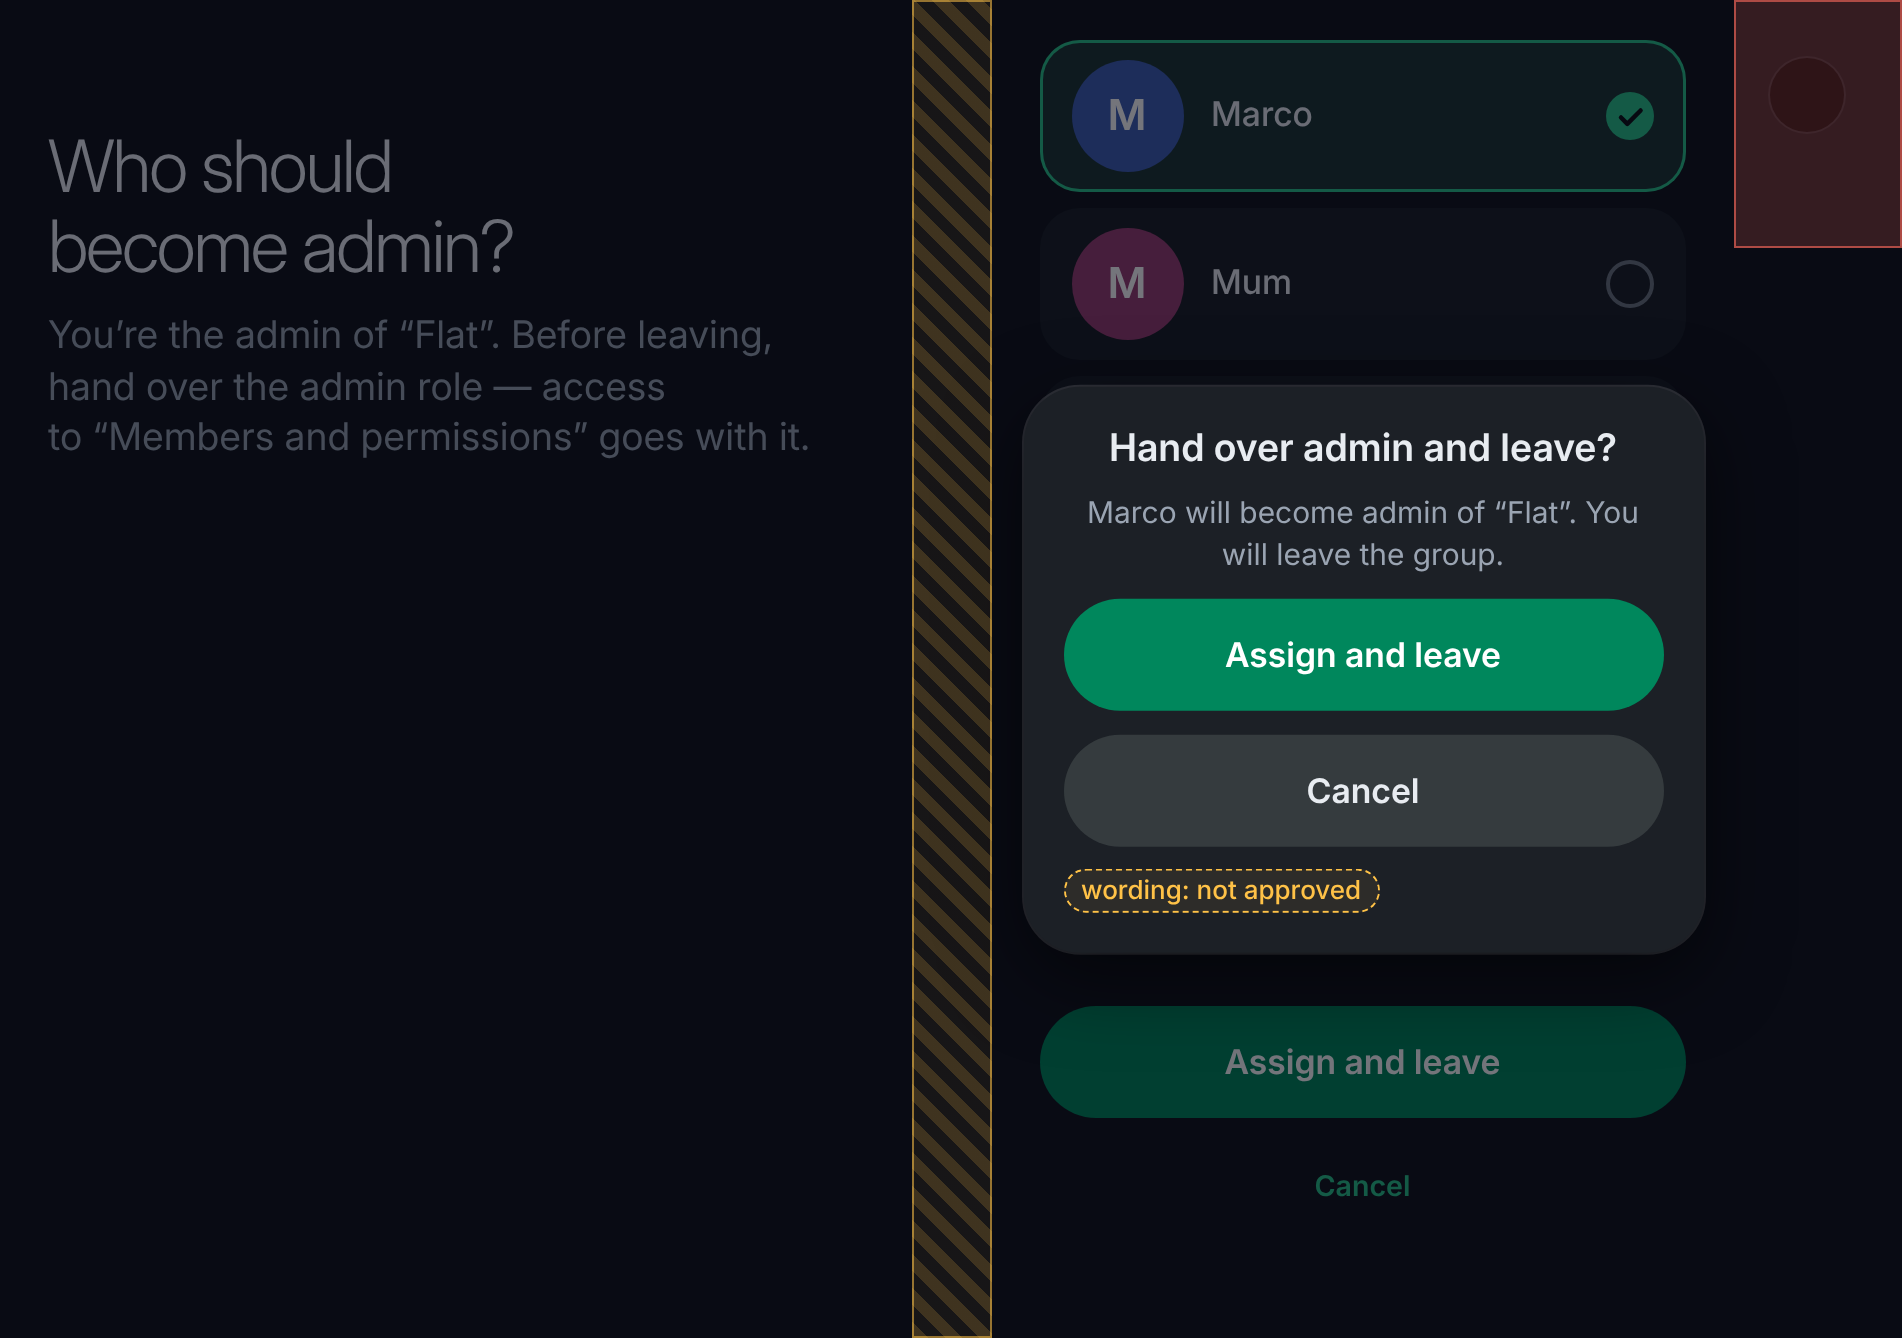 Who should
become admin?
You’re the admin of “Flat”. Before leaving,
hand over the admin role — access
to “Members and permissions” goes with it.
M
Marco
M
Mum
Hand over admin and leave?
Marco will become admin of “Flat”. You
will leave the group.
Assign and leave
Cancel
wording: not approved
Assign and leave
Cancel